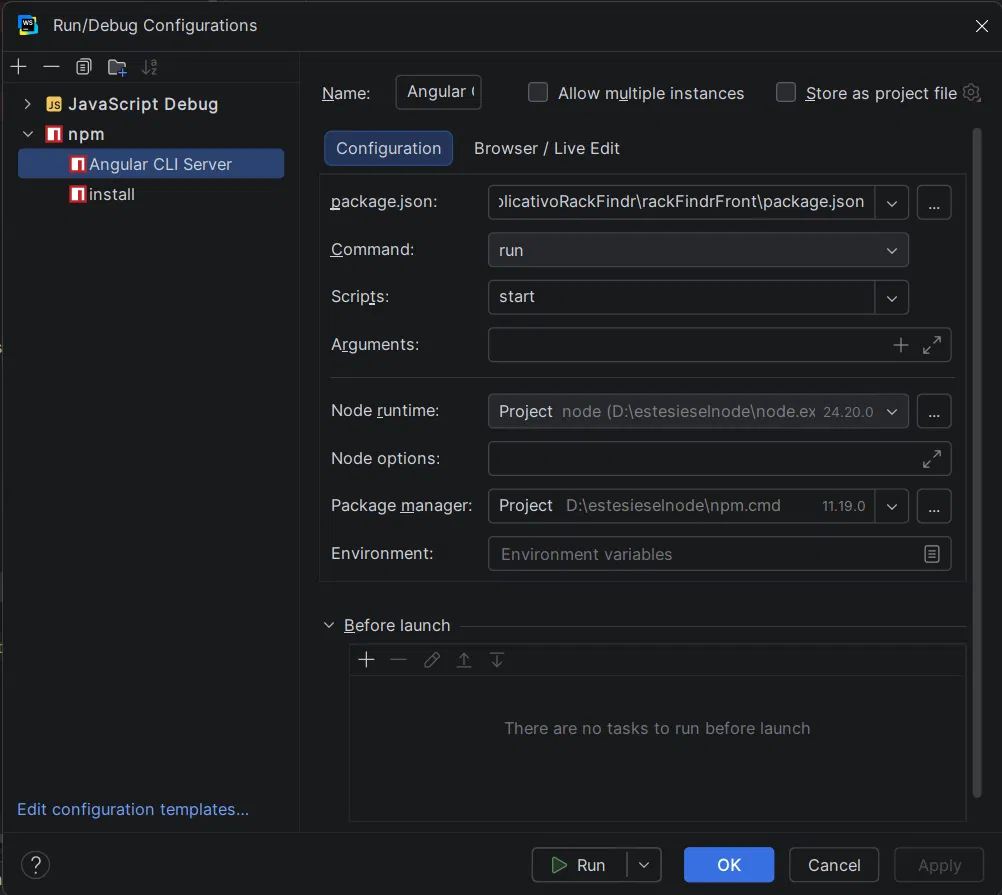 WS Run/Debug Configurations
JS JavaScript Debug
npm
Angular CLI Server
install
Edit configuration templates...
Name: Angular Allow multiple instances Store as project file
Configuration Browser / Live Edit
package.json: plicativoRackFindr\rackFindrFront\package.json ...
Command: run
Scripts: start
Arguments:
Node runtime: Project node (D:\estesieselnode\node.ex 24.20.0 ...
Node options:
Package manager: Project D:\estesieselnode\npm.cmd 11.19.0 ...
Environment: Environment variables
Before launch
There are no tasks to run before launch
? Run OK Cancel Apply